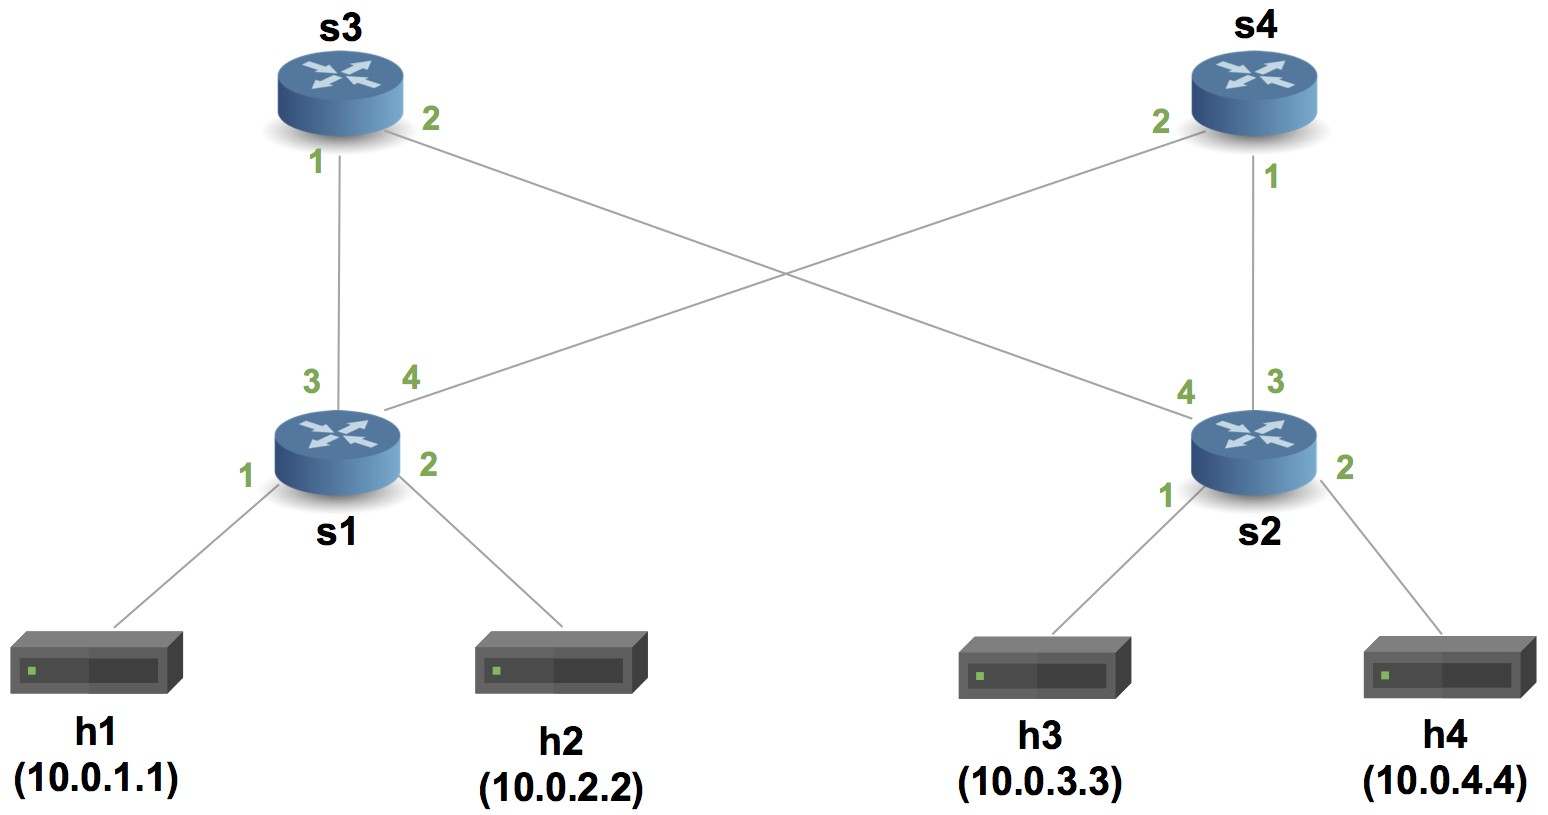 s3
s4
2
2
1
1
3
4
4
3
1
2
1
2
s1
s2
h1
(10.0.1.1)
h2
(10.0.2.2)
h3
(10.0.3.3)
h4
(10.0.4.4)